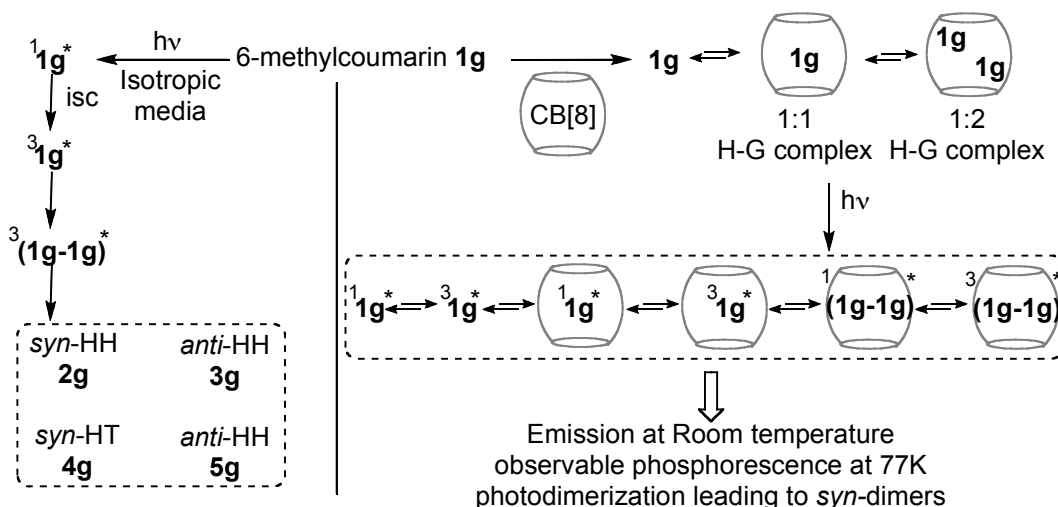 ¹1g*
hν
Isotropic
media
isc
³1g*
³(1g-1g)*
syn-HH
anti-HH
2g
3g
syn-HT
anti-HH
4g
5g
6-methylcoumarin 1g
CB[8]
1g
1g
1g
1g
1:1
1:2
H-G complex
H-G complex
hν
¹1g*
³1g*
¹1g*
³1g*
¹(1g-1g)*
³(1g-1g)*
Emission at Room temperature
observable phosphorescence at 77K
photodimerization leading to syn-dimers